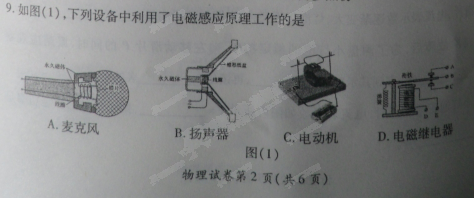 9.如图(1),下列设备中利用了电磁感应原理工作的是
永久磁体
线圈
锥形纸盆
永久磁体
线圈
A.麦克风
B.扬声器
C.电动机
D.电磁继电器
图(1)
物理试卷第2页(共6页)